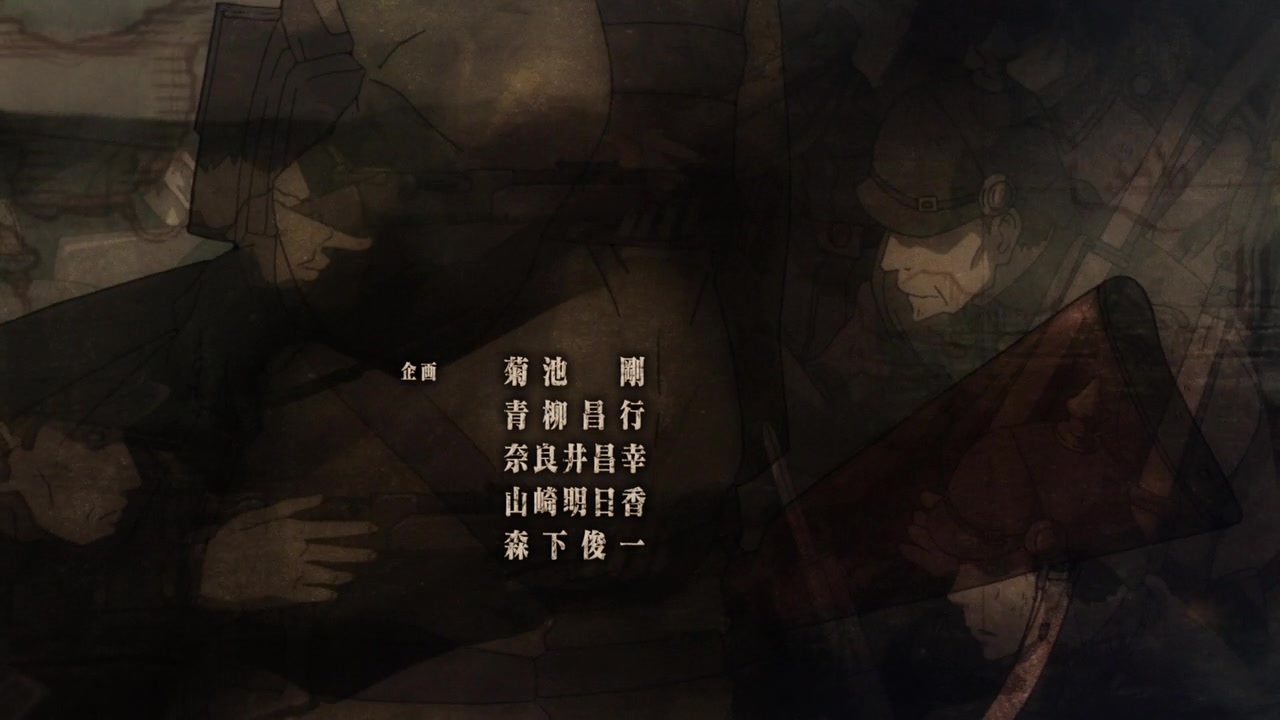 企画 菊池 剛
青柳昌行
奈良井昌幸
山崎明日香
森下俊一